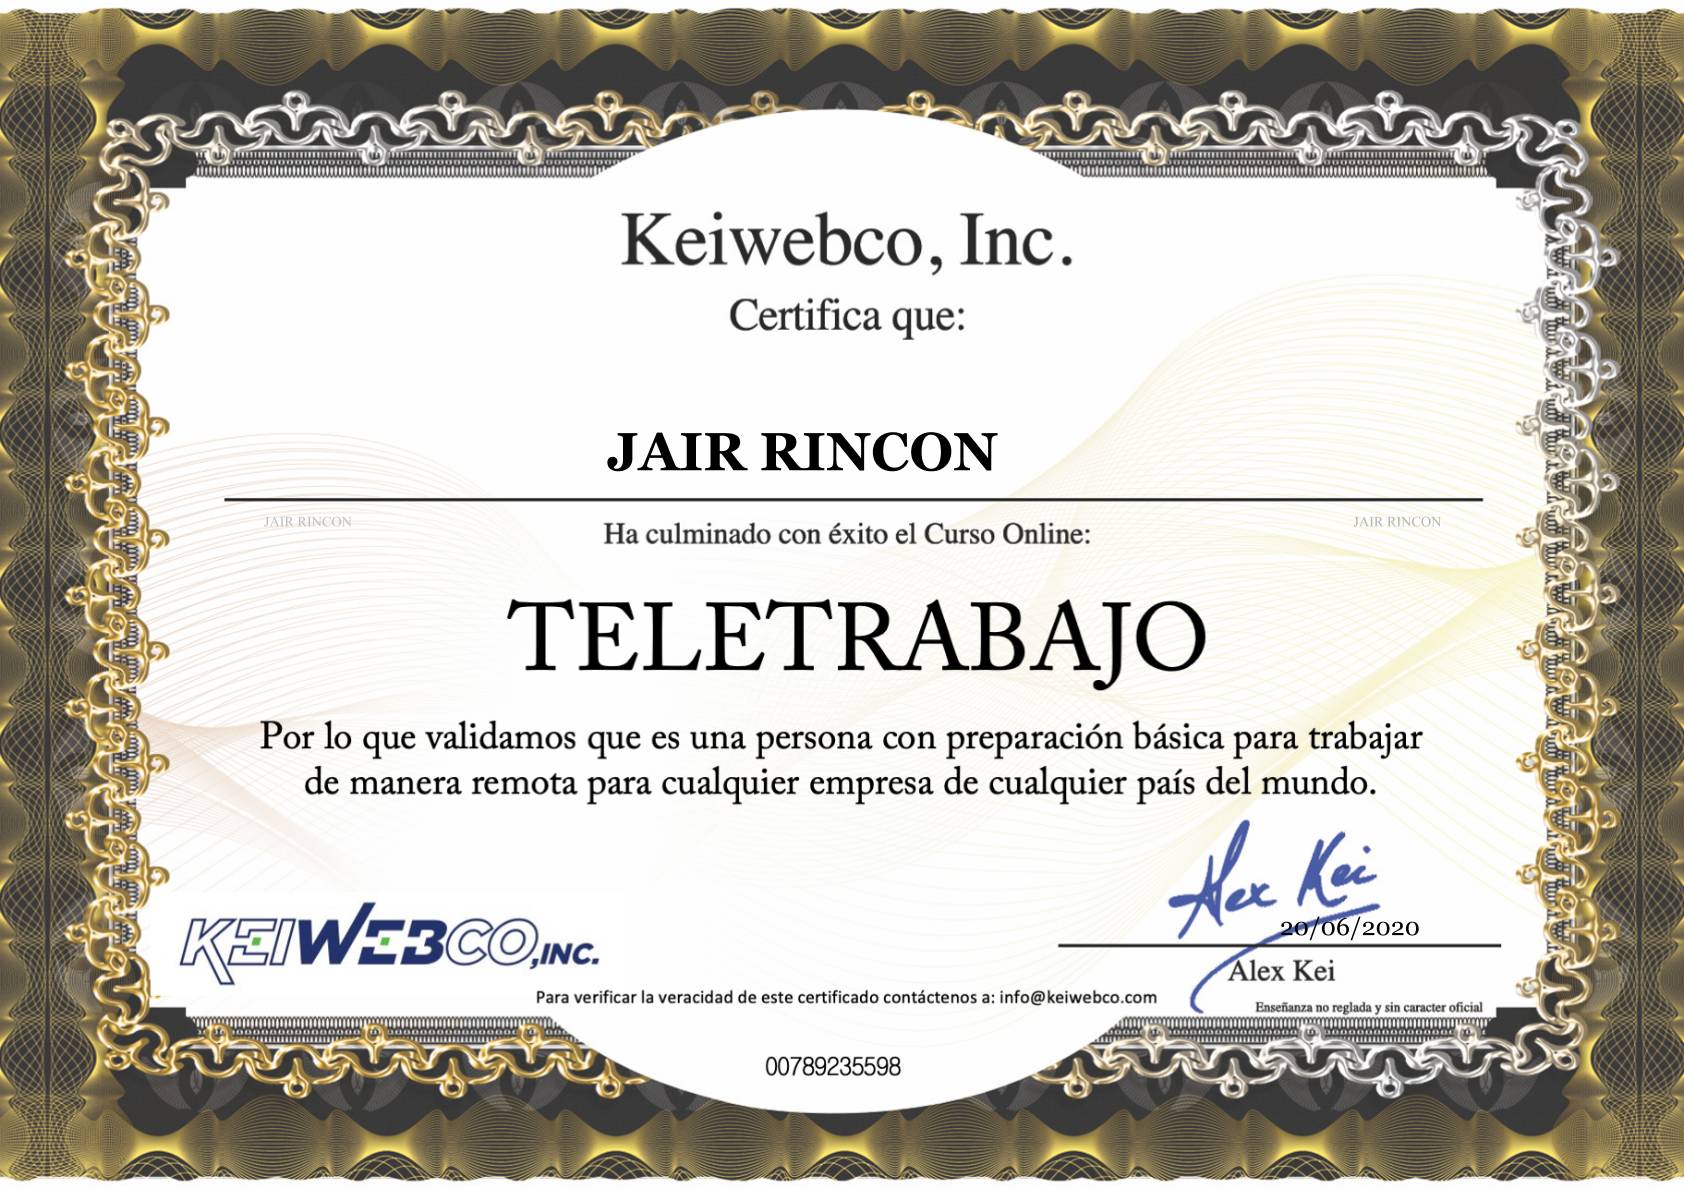 Keiwebco, Inc.
Certifica que:
JAIR RINCON
JAIR RINCON
JAIR RINCON
Ha culminado con éxito el Curso Online:
TELETRABAJO
Por lo que validamos que es una persona con preparación básica para trabajar
de manera remota para cualquier empresa de cualquier país del mundo.
Alex Kei
20/06/2020
KEIWEBCO,INC.
Alex Kei
Para verificar la veracidad de este certificado contáctenos a: info@keiwebco.com
Enseñanza no reglada y sin caracter oficial
00789235598